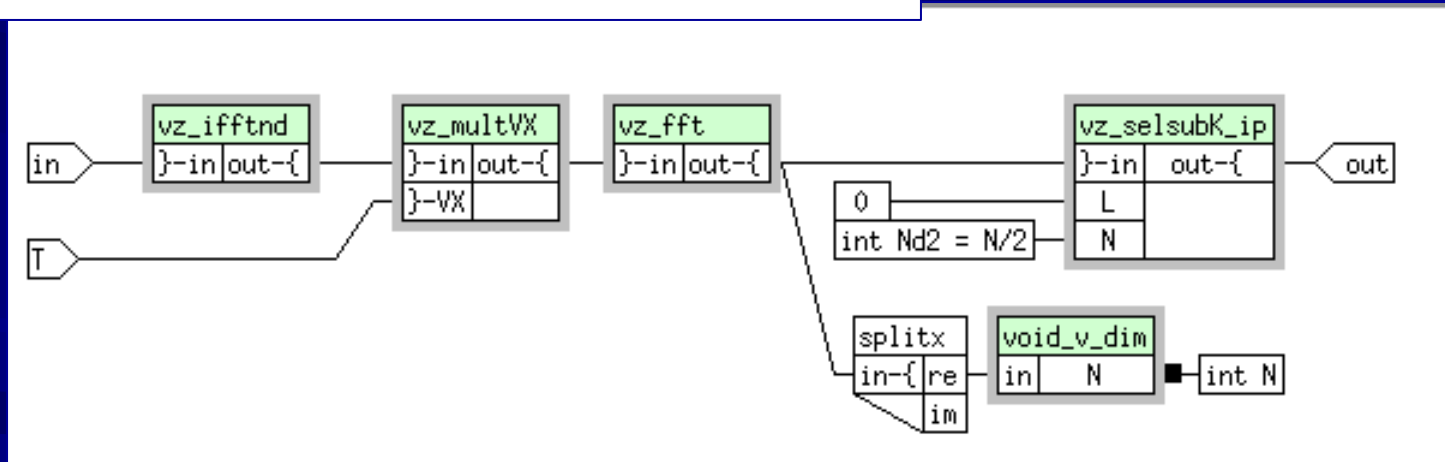 vz_ifftnd
}-in out-{
vz_multVX
}-in out-{
}-VX
vz_fft
}-in out-{
vz_selsubK_ip
}-in out-{
L
N
in
T
0
int Nd2 = N/2
out
splitx
in-{ re
im
void_v_dim
in N
int N